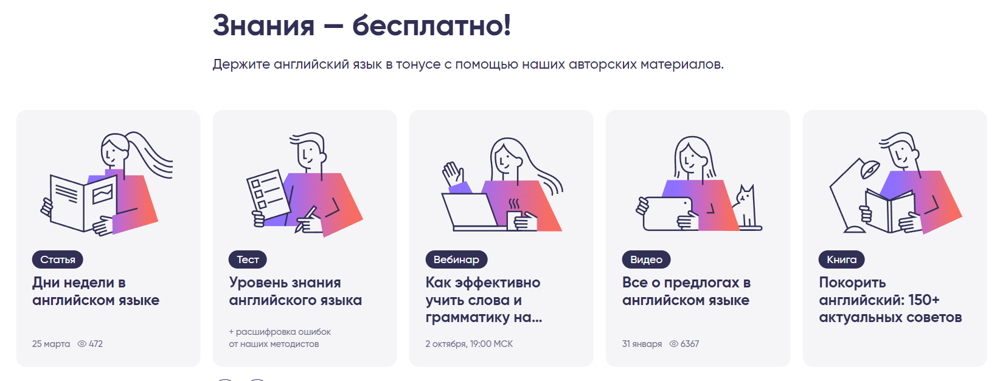 Знания — бесплатно!
Держите английский язык в тонусе с помощью наших авторских материалов.
Статья
Дни недели в
английском языке
25 марта 472
Тест
Уровень знания
английского языка
+ расшифровка ошибок
от наших методистов
Вебинар
Как эффективно
учить слова и
грамматику на...
2 октября, 19:00 МСК
Видео
Все о предлогах в
английском языке
31 января 6367
Книга
Покорить
английский: 150+
актуальных советов